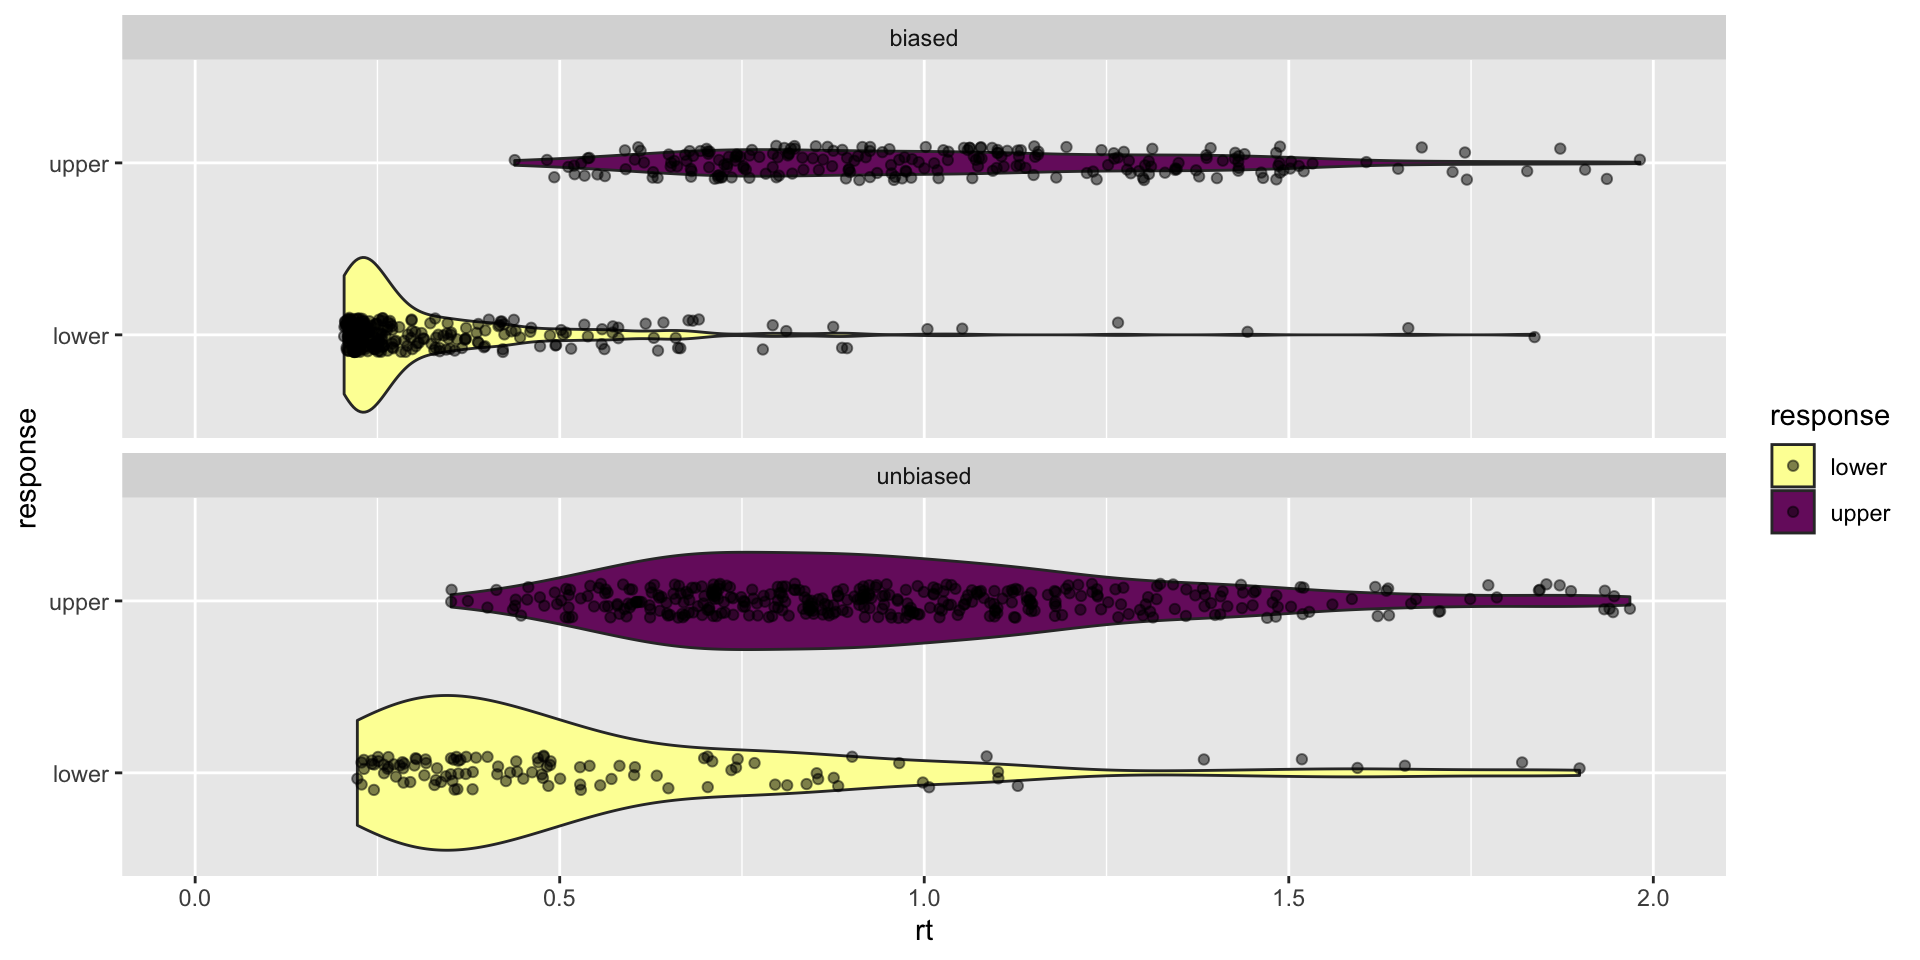 biased
upper
lower
unbiased
upper
lower
response
0.0 0.5 1.0 1.5 2.0
rt
response
lower
upper